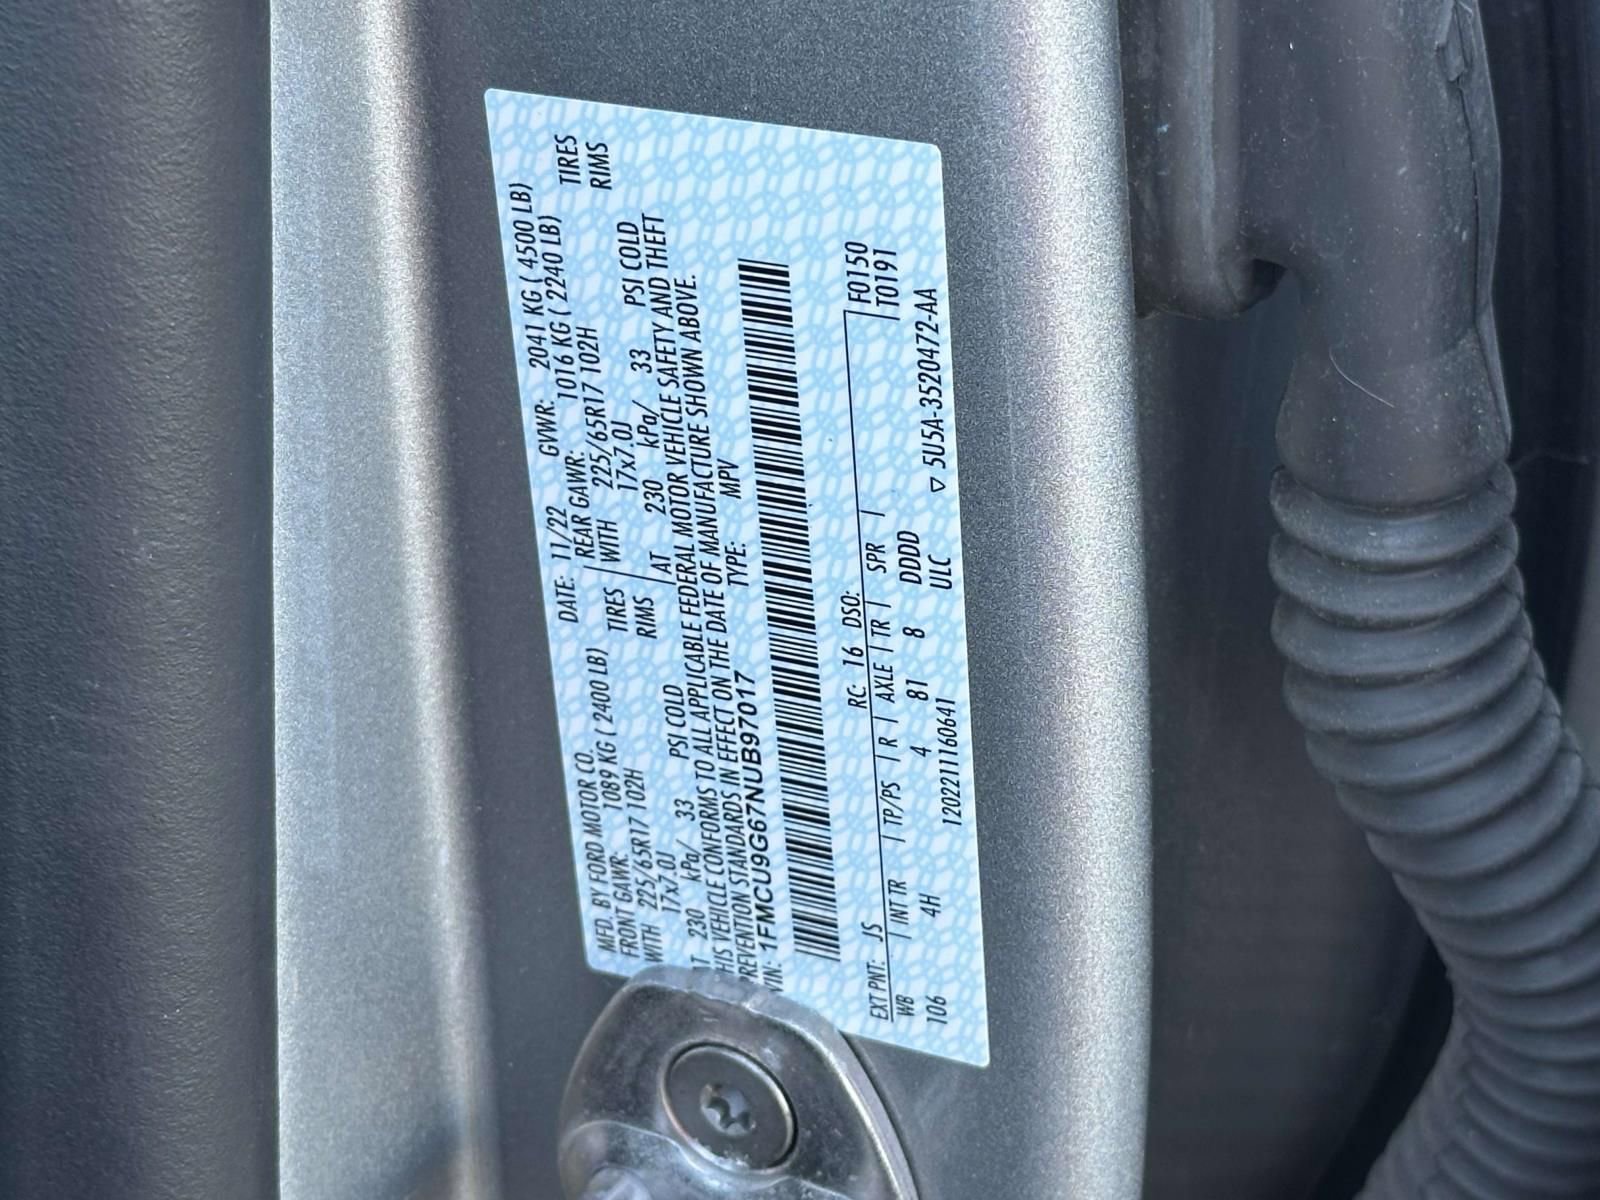 MFD. BY FORD MOTOR CO. DATE: 11/22 GVWR: 2041 KG ( 4500 LB)
FRONT GAWR: 1089 KG ( 2400 LB) REAR GAWR: 1016 KG ( 2240 LB)
WITH 225/65R17 102H TIRES WITH 225/65R17 102H TIRES
17x7.0J RIMS 17x7.0J RIMS
AT 230 kPa/ 33 PSI COLD AT 230 kPa/ 33 PSI COLD
THIS VEHICLE CONFORMS TO ALL APPLICABLE FEDERAL MOTOR VEHICLE SAFETY AND THEFT
PREVENTION STANDARDS IN EFFECT ON THE DATE OF MANUFACTURE SHOWN ABOVE.
VIN: 1FMCU9G67NUB97017 TYPE: MPV
F0150
EXT PNT: JS RC: 16 DSO: T0191
WB | INT TR | TP/PS | R | AXLE | TR | SPR |
106 4H 4 81 8 DDDD
ULC ▽ 5U5A-3520472-AA
120221160641